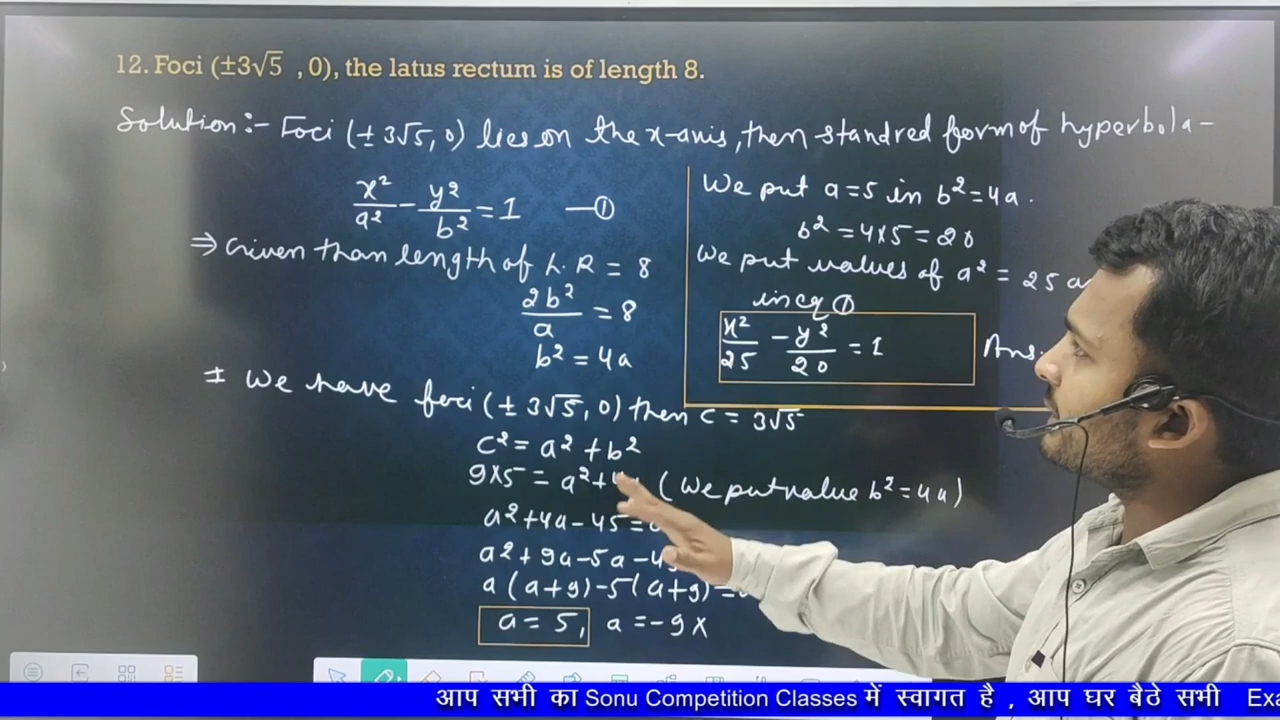 12. Foci (±3√5 , 0), the latus rectum is of length 8.
Solution:- Foci (± 3√5, 0) lies on the x-axis, then standred form of hyperbola -
x²/a² - y²/b² = 1 —①
⇒ Given than length of L.R = 8
2b²/a = 8
b² = 4a
± We have foci (± 3√5, 0) then c = 3√5
c² = a² + b²
9x5 = a² + (We put value b² = 4a)
a² + 4a - 45 =
a² + 9a - 5a - 4
a (a+9) - 5 (a+9) =
a = 5, a = -9 x
We put a = 5 in b² = 4a.
b² = 4x5 = 20
We put values of a² = 25 a
in eq ①
x²/25 - y²/20 = 1 Ans.
आप सभी का Sonu Competition Classes में स्वागत है , आप घर बैठे सभी Exa